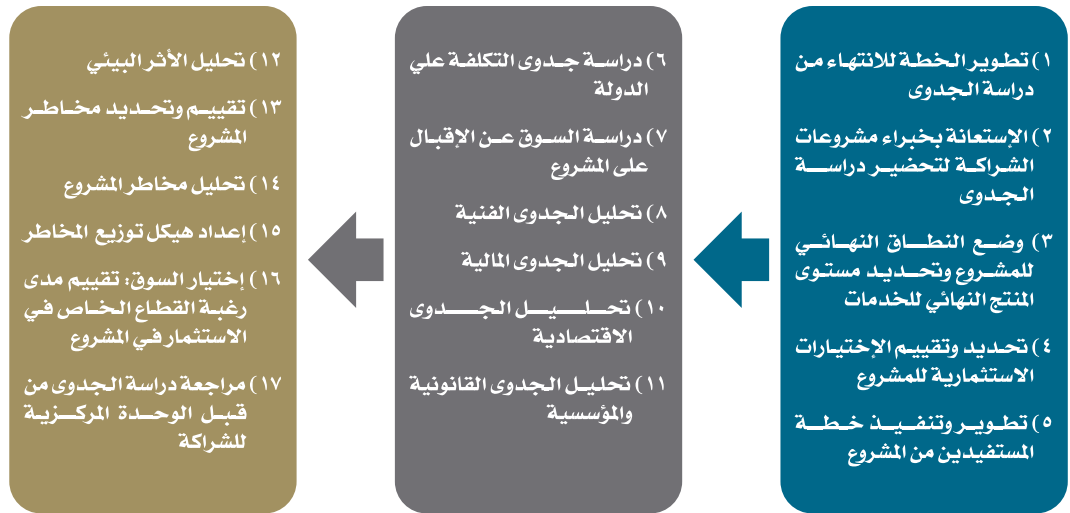 ١) تطوير الخطة للانتهاء من
دراسة الجدوى
٢) الإستعانة بخبراء مشروعات
الشراكة لتحضير دراسة
الجدوى
٣) وضع النطاق النهائي
للمشروع وتحديد مستوى
المنتج النهائي للخدمات
٤) تحديد وتقييم الإختيارات
الاستثمارية للمشروع
٥) تطوير وتنفيذ خطة
المستفيدين من المشروع
٦) دراسة جدوى التكلفة علي
الدولة
٧) دراسة السوق عن الإقبال
على المشروع
٨) تحليل الجدوى الفنية
٩) تحليل الجدوى المالية
١٠) تحليل الجدوى
الاقتصادية
١١) تحليل الجدوى القانونية
والمؤسسية
١٢) تحليل الأثر البيئي
١٣) تقييم وتحديد مخاطر
المشروع
١٤) تحليل مخاطر المشروع
١٥) إعداد هيكل توزيع المخاطر
١٦) إختيار السوق: تقييم مدى
رغبة القطاع الخاص في
الاستثمار في المشروع
١٧) مراجعة دراسة الجدوى من
قبل الوحدة المركزية
للشراكة